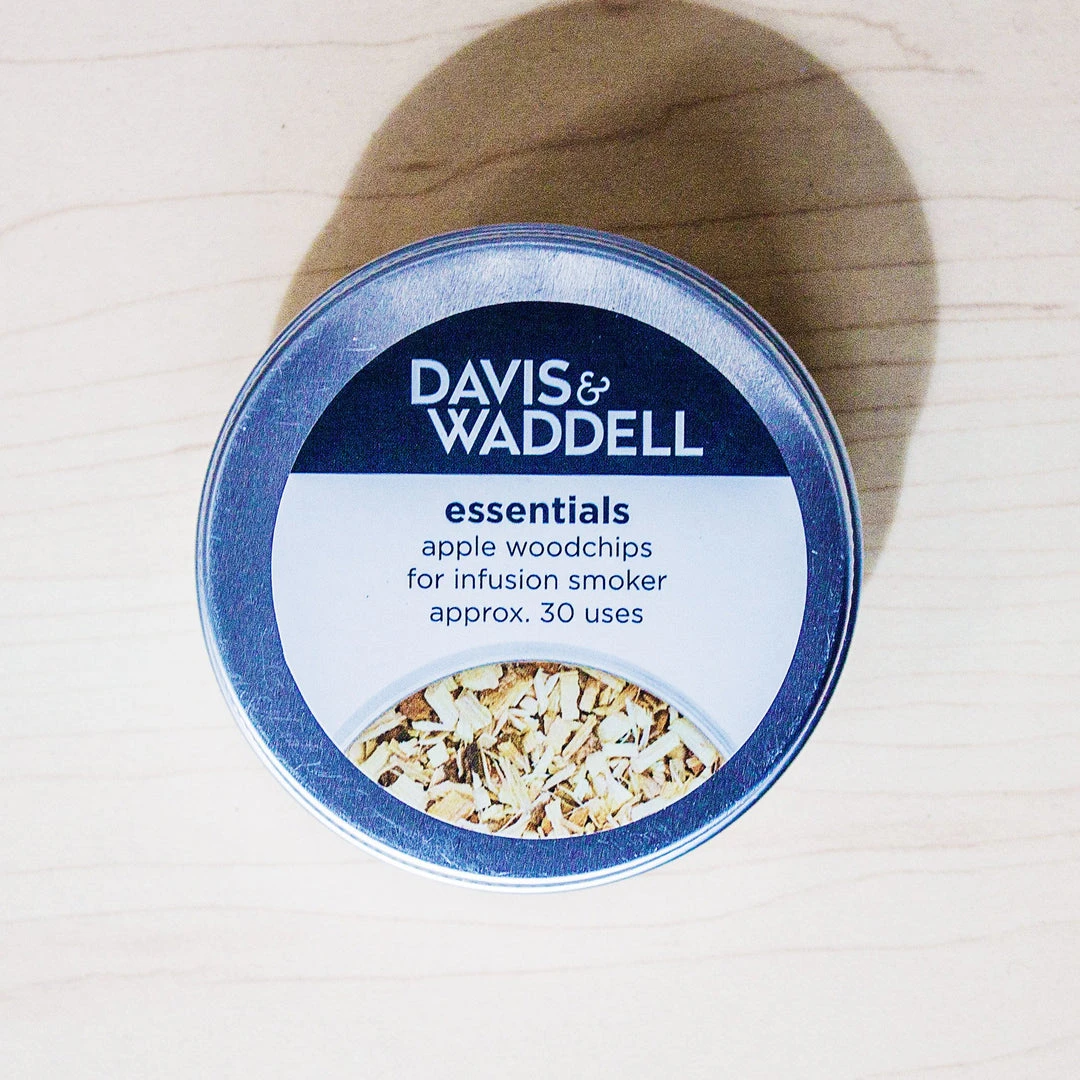 DAVIS &
WADDELL
essentials
apple woodchips
for infusion smoker
approx. 30 uses